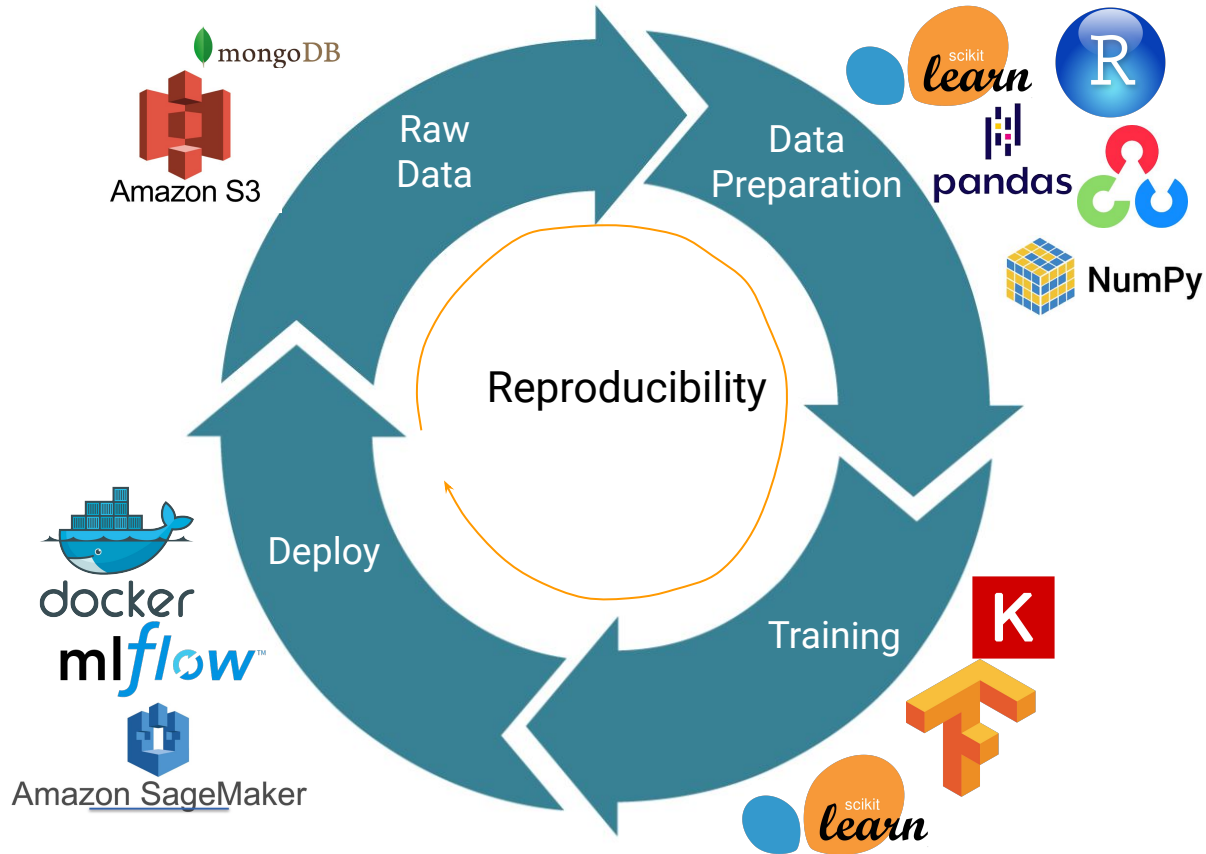 mongoDB
Amazon S3
Raw
Data
Data
Preparation
scikit
learn
R
pandas
NumPy
Reproducibility
Deploy
docker
mlflow™
Amazon SageMaker
Training
K
scikit
learn